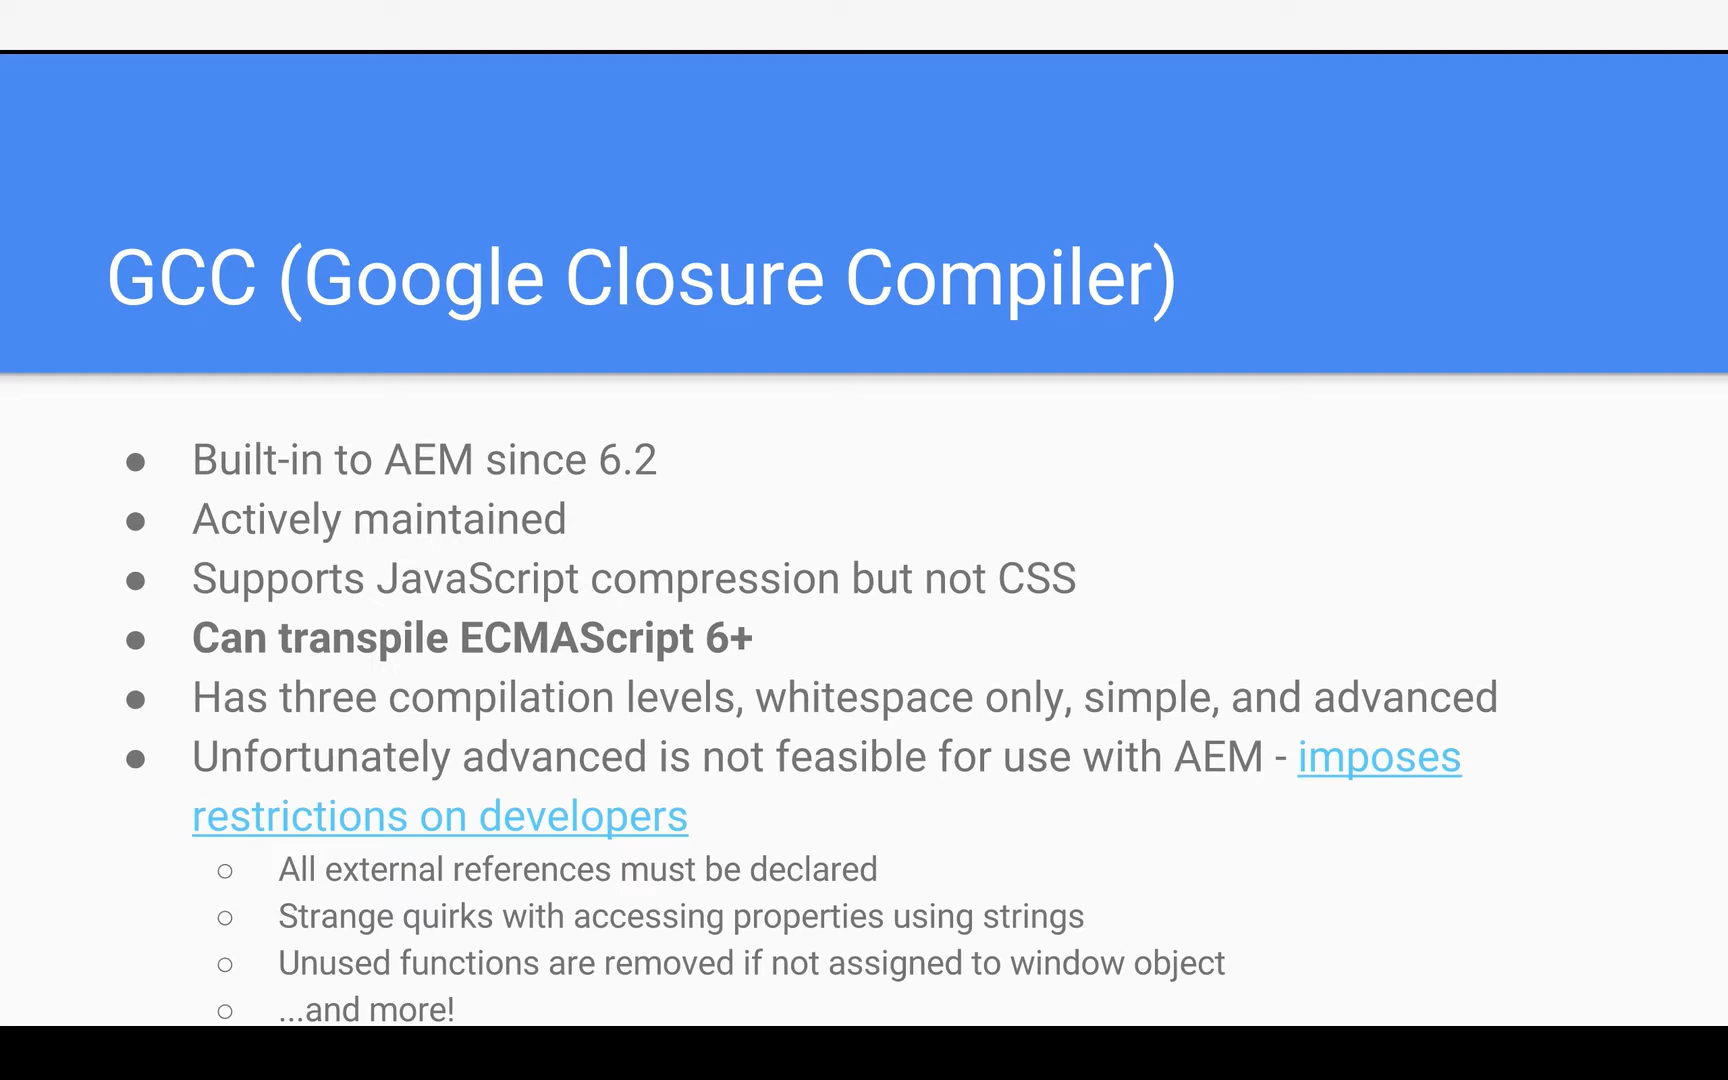 GCC (Google Closure Compiler)
● Built-in to AEM since 6.2
● Actively maintained
● Supports JavaScript compression but not CSS
● Can transpile ECMAScript 6+
● Has three compilation levels, whitespace only, simple, and advanced
● Unfortunately advanced is not feasible for use with AEM - imposes
restrictions on developers
○ All external references must be declared
○ Strange quirks with accessing properties using strings
○ Unused functions are removed if not assigned to window object
○ ...and more!